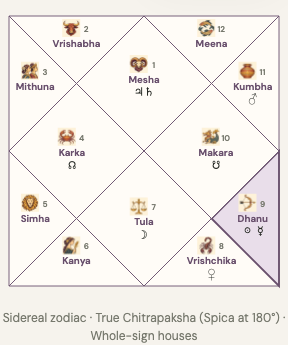 2
Vrishabha
12
Meena
3
Mithuna
1
Mesha
♃ ♄
11
Kumbha
♂
4
Karka
☊
10
Makara
☋
5
Simha
7
Tula
☽
9
Dhanu
☉ ☿
6
Kanya
8
Vrishchika
♀
Sidereal zodiac · True Chitrapaksha (Spica at 180°) ·
Whole-sign houses